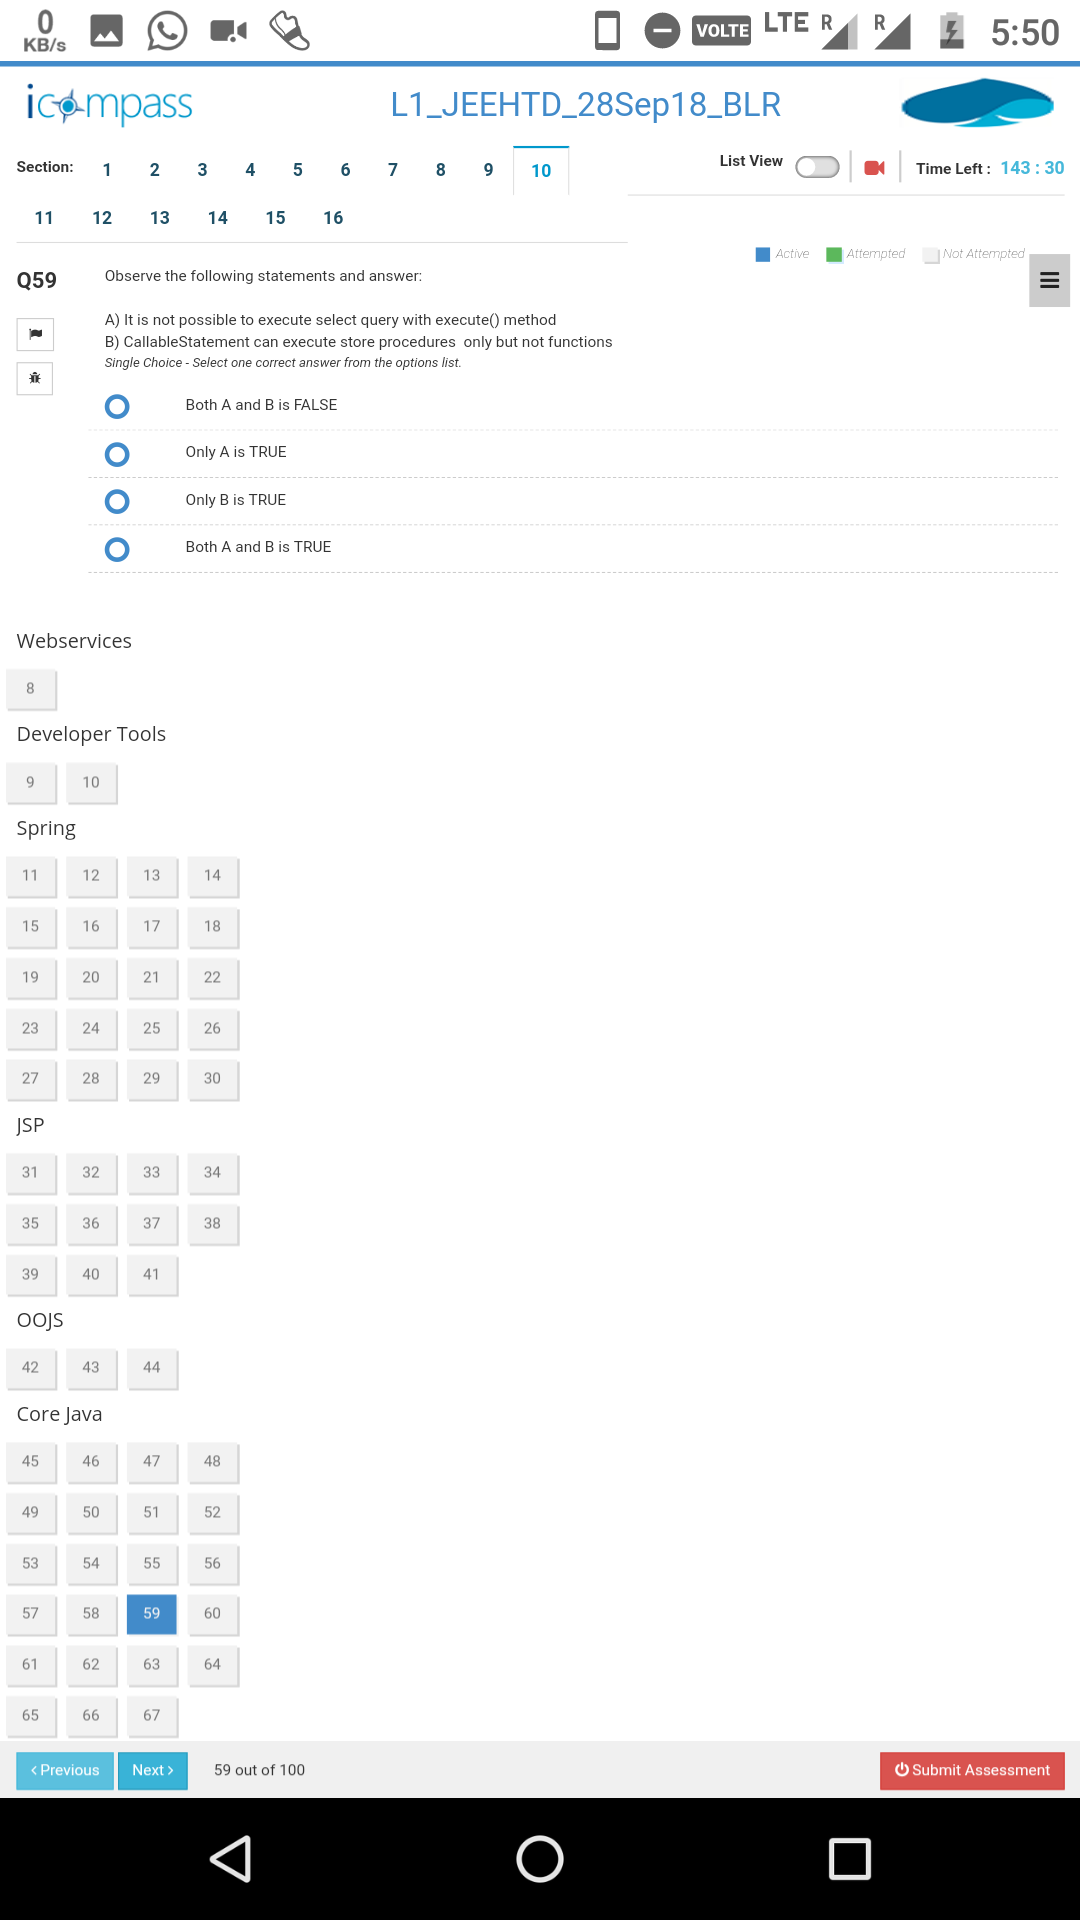 0
KB/s
VOLTE
LTE
R
R
5:50
icompass
L1_JEEHTD_28Sep18_BLR
Section:
1 2 3 4 5 6 7 8 9 10
List View
Time Left : 143 : 30
11 12 13 14 15 16
Active Attempted Not Attempted
Q59
Observe the following statements and answer:
A) It is not possible to execute select query with execute() method
B) CallableStatement can execute store procedures  only but not functions
Single Choice - Select one correct answer from the options list.
Both A and B is FALSE
Only A is TRUE
Only B is TRUE
Both A and B is TRUE
Webservices
8
Developer Tools
9 10
Spring
11 12 13 14
15 16 17 18
19 20 21 22
23 24 25 26
27 28 29 30
JSP
31 32 33 34
35 36 37 38
39 40 41
OOJS
42 43 44
Core Java
45 46 47 48
49 50 51 52
53 54 55 56
57 58 59 60
61 62 63 64
65 66 67
Previous
Next
59 out of 100
Submit Assessment